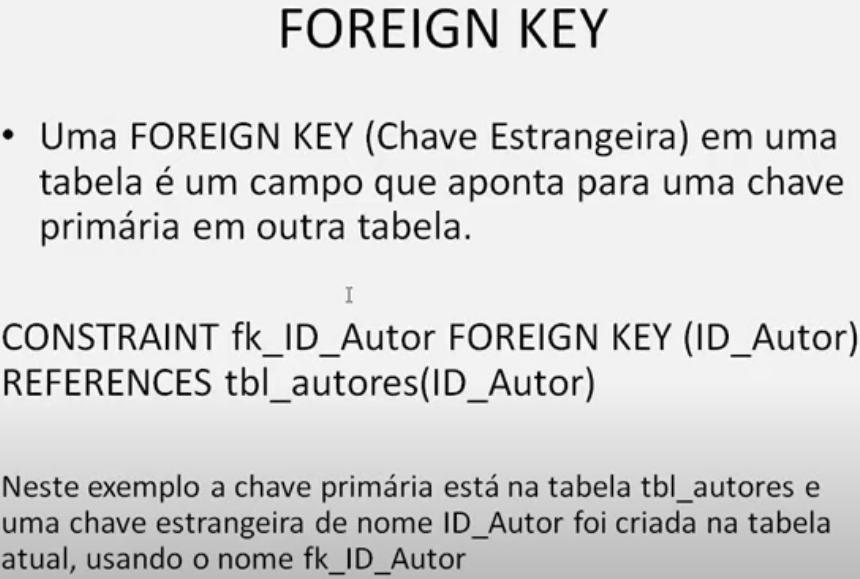 FOREIGN KEY
• Uma FOREIGN KEY (Chave Estrangeira) em uma
tabela é um campo que aponta para uma chave
primária em outra tabela.
CONSTRAINT fk_ID_Autor FOREIGN KEY (ID_Autor)
REFERENCES tbl_autores(ID_Autor)
Neste exemplo a chave primária está na tabela tbl_autores e
uma chave estrangeira de nome ID_Autor foi criada na tabela
atual, usando o nome fk_ID_Autor